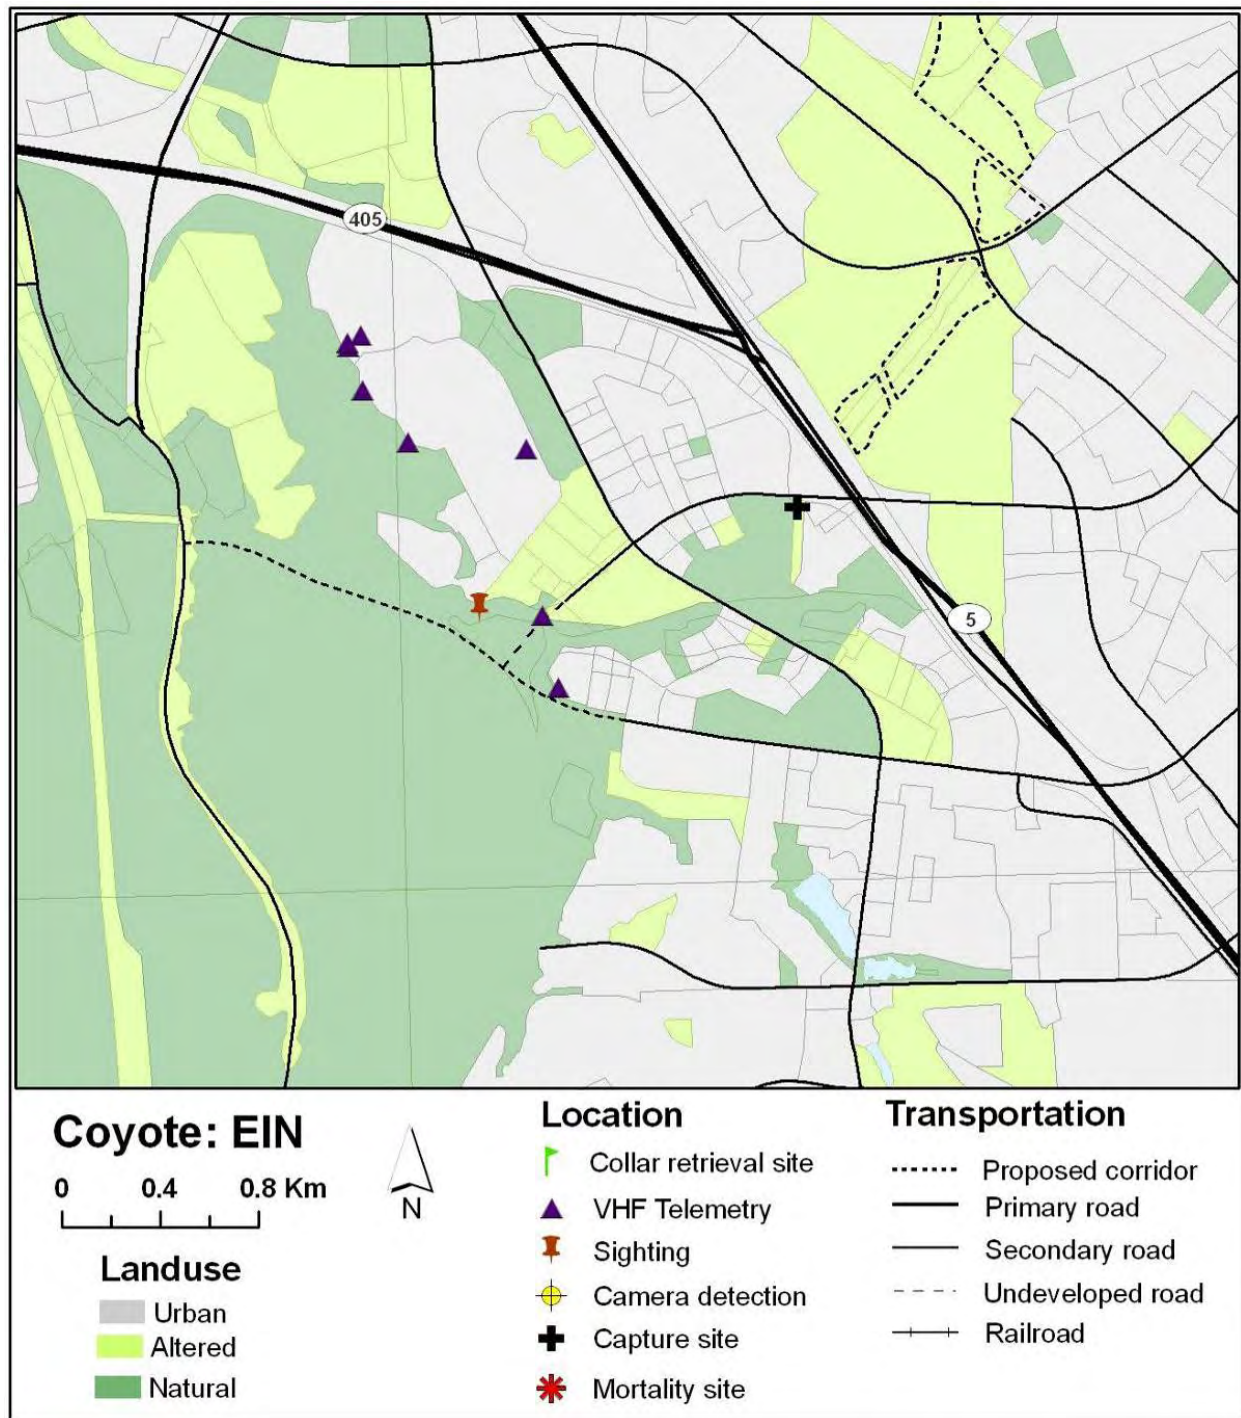 405
5
Coyote: EIN
0 0.4 0.8 Km
N
Landuse
Urban
Altered
Natural
Location
Collar retrieval site
VHF Telemetry
Sighting
Camera detection
Capture site
Mortality site
Transportation
Proposed corridor
Primary road
Secondary road
Undeveloped road
Railroad